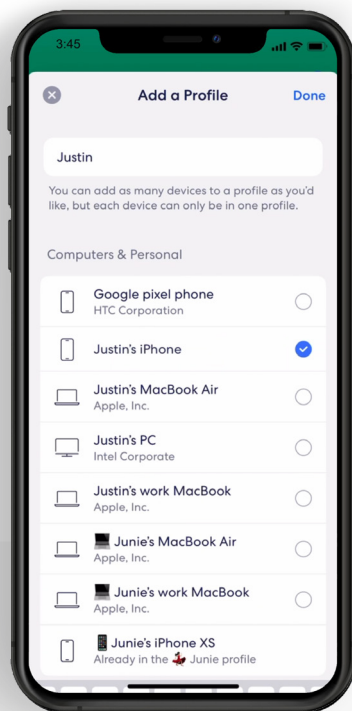 3:45
Add a Profile
Done
Justin
You can add as many devices to a profile as you'd
like, but each device can only be in one profile.
Computers & Personal
Google pixel phone
HTC Corporation
Justin's iPhone
Justin's MacBook Air
Apple, Inc.
Justin's PC
Intel Corporate
Justin's work MacBook
Apple, Inc.
💻 Junie's MacBook Air
Apple, Inc.
💻 Junie's work MacBook
Apple, Inc.
📱 Junie's iPhone XS
Already in the 💃 Junie profile